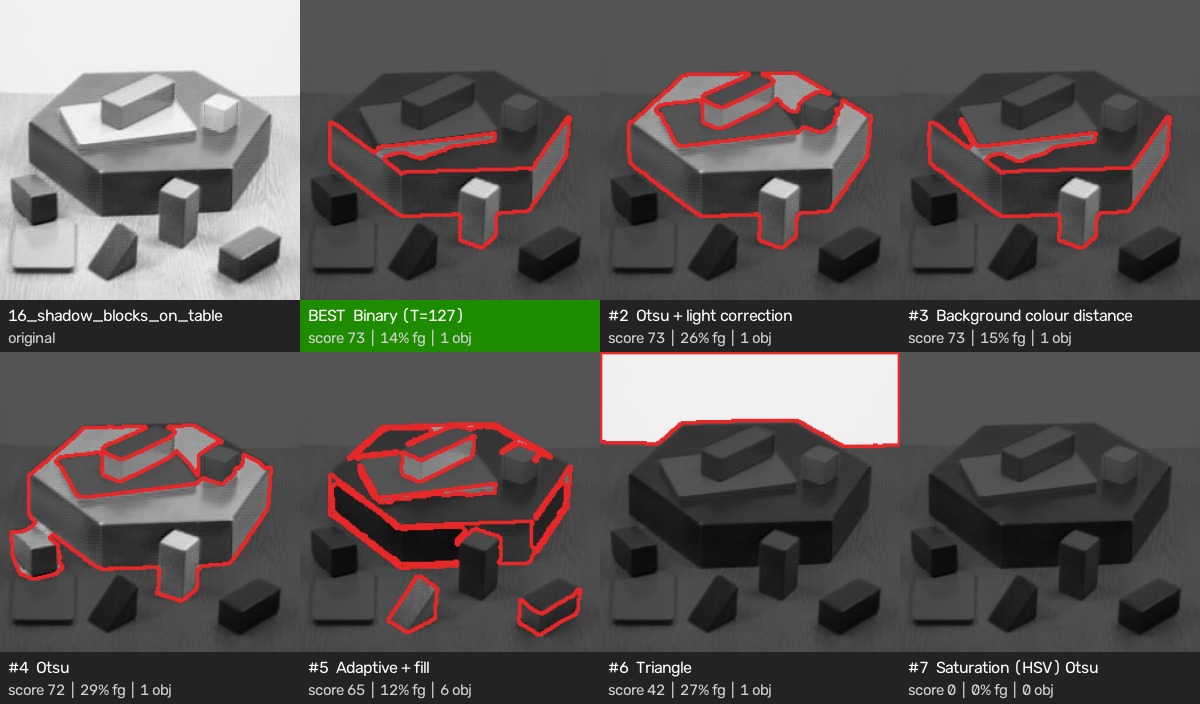 16_shadow_blocks_on_table
original
BEST Binary (T=127)
score 73 | 14% fg | 1 obj
#2 Otsu + light correction
score 73 | 26% fg | 1 obj
#3 Background colour distance
score 73 | 15% fg | 1 obj
#4 Otsu
score 72 | 29% fg | 1 obj
#5 Adaptive + fill
score 65 | 12% fg | 6 obj
#6 Triangle
score 42 | 27% fg | 1 obj
#7 Saturation (HSV) Otsu
score 0 | 0% fg | 0 obj